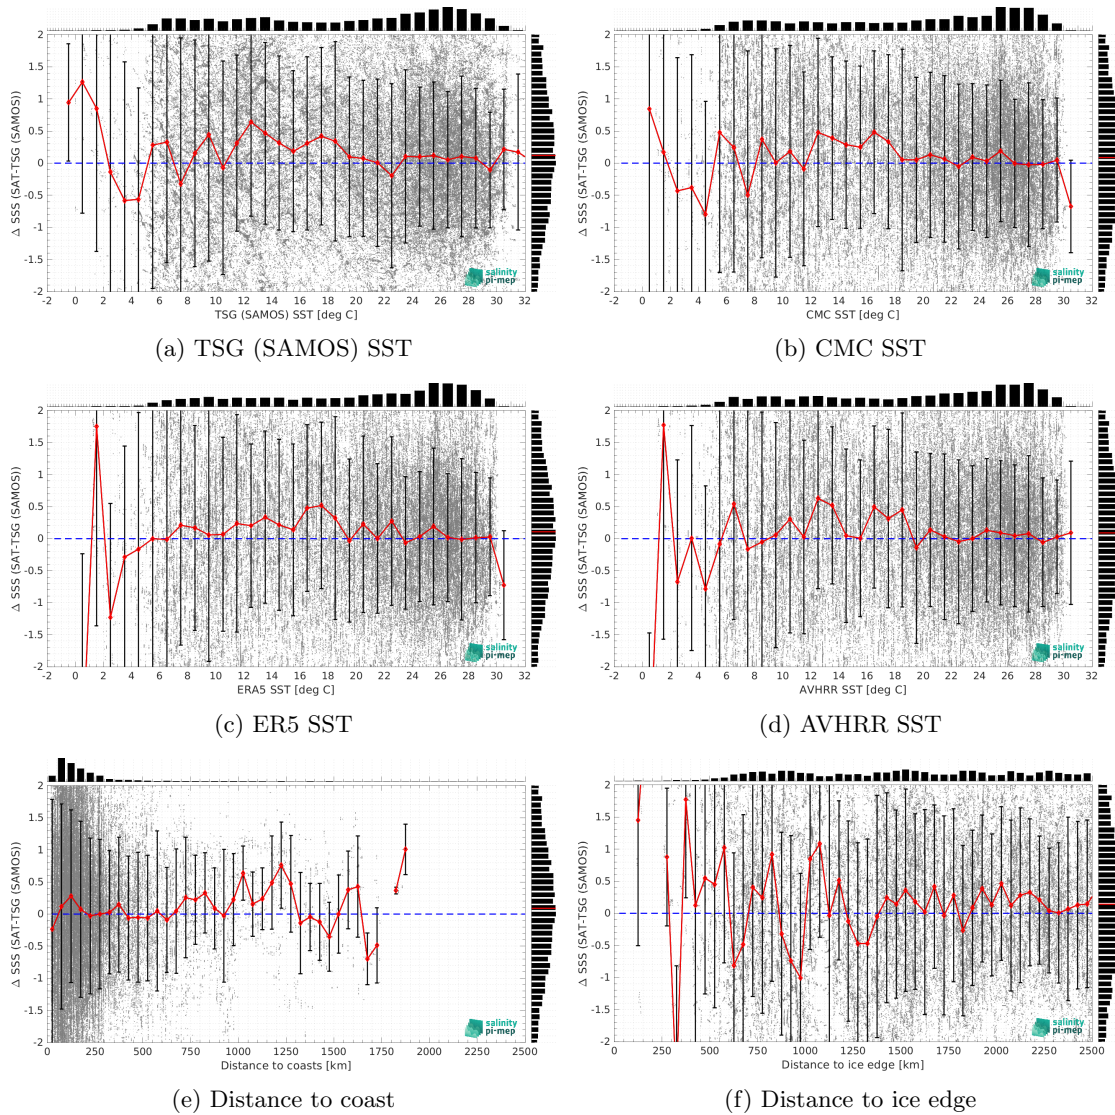 2
1.5
1
0.5
0
-0.5
-1
-1.5
-2
Δ SSS (SAT-TSG (SAMOS))
-2 0 2 4 6 8 10 12 14 16 18 20 22 24 26 28 30 32
TSG (SAMOS) SST [deg C]
salinity
pi-mep
(a) TSG (SAMOS) SST
2
1.5
1
0.5
0
-0.5
-1
-1.5
-2
Δ SSS (SAT-TSG (SAMOS))
-2 0 2 4 6 8 10 12 14 16 18 20 22 24 26 28 30 32
CMC SST [deg C]
salinity
pi-mep
(b) CMC SST
2
1.5
1
0.5
0
-0.5
-1
-1.5
-2
Δ SSS (SAT-TSG (SAMOS))
-2 0 2 4 6 8 10 12 14 16 18 20 22 24 26 28 30 32
ERA5 SST [deg C]
salinity
pi-mep
(c) ER5 SST
2
1.5
1
0.5
0
-0.5
-1
-1.5
-2
Δ SSS (SAT-TSG (SAMOS))
-2 0 2 4 6 8 10 12 14 16 18 20 22 24 26 28 30 32
AVHRR SST [deg C]
salinity
pi-mep
(d) AVHRR SST
2
1.5
1
0.5
0
-0.5
-1
-1.5
-2
Δ SSS (SAT-TSG (SAMOS))
0 250 500 750 1000 1250 1500 1750 2000 2250 2500
Distance to coasts [km]
salinity
pi-mep
(e) Distance to coast
2
1.5
1
0.5
0
-0.5
-1
-1.5
-2
Δ SSS (SAT-TSG (SAMOS))
0 250 500 750 1000 1250 1500 1750 2000 2250 2500
Distance to ice edge [km]
salinity
pi-mep
(f) Distance to ice edge